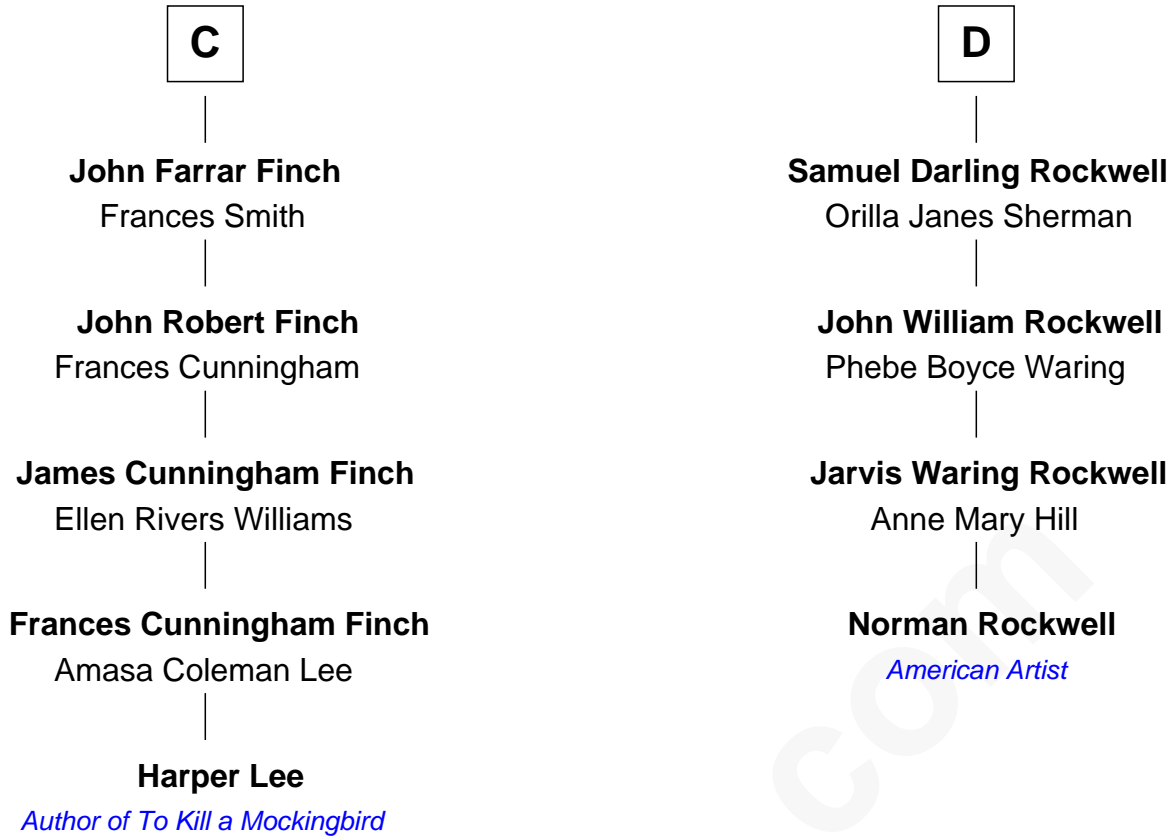 C
John Farrar Finch
Frances Smith
John Robert Finch
Frances Cunningham
James Cunningham Finch
Ellen Rivers Williams
Frances Cunningham Finch
Amasa Coleman Lee
Harper Lee
Author of To Kill a Mockingbird
D
Samuel Darling Rockwell
Orilla Janes Sherman
John William Rockwell
Phebe Boyce Waring
Jarvis Waring Rockwell
Anne Mary Hill
Norman Rockwell
American Artist
com